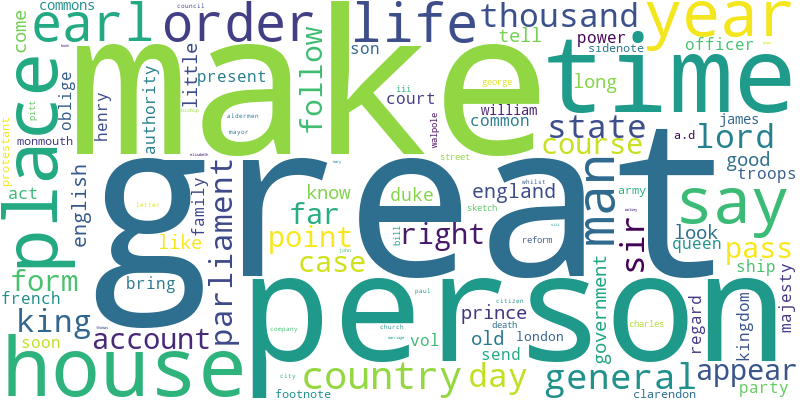 commons
council
come
earl
order
life
thousand
year
tell
power
son
sidenote
officer
make
time
place
oblige
henry
authority
little
present
follow
george
iii
long
court
william
common
state
course
james
lord
a.d
good
troops
protestant
pitt
monmouth
aldermen
mayor
walpole
elizabeth
street
act
english
family
parliament
great
know
duke
england
army
man
say
far
sketch
look
queen
like
point
right
bill
reform
sir
pass
letter
case
john
whilst
ship
form
bring
person
government
french
king
account
prince
paul
citizen
charles
regard
kingdom
majesty
soon
thomas
company
church
death
old
london
vol
send
house
country
day
general
appear
party
city
footnote
clarendon